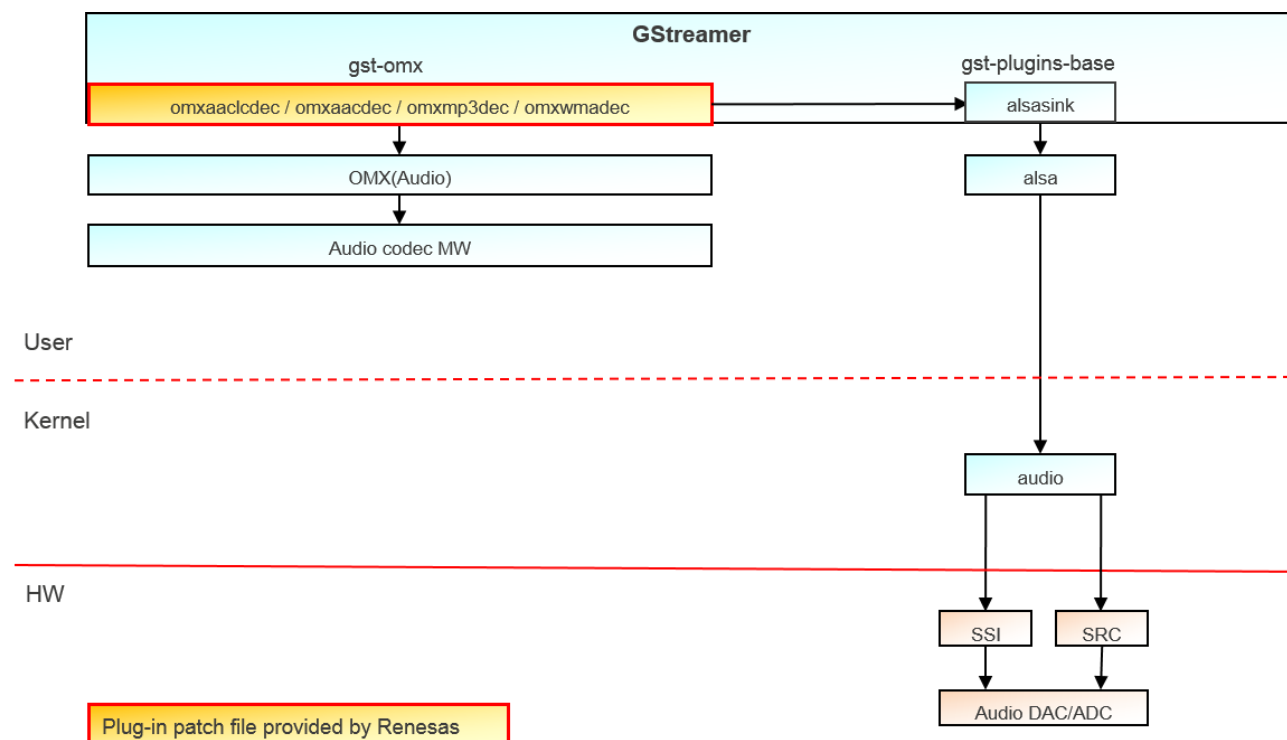 GStreamer
gst-omx
gst-plugins-base
omxaaclcdec / omxaacdec / omxmp3dec / omxwmadec
alsasink
OMX(Audio)
alsa
Audio codec MW
User
Kernel
audio
HW
SSI
SRC
Audio DAC/ADC
Plug-in patch file provided by Renesas